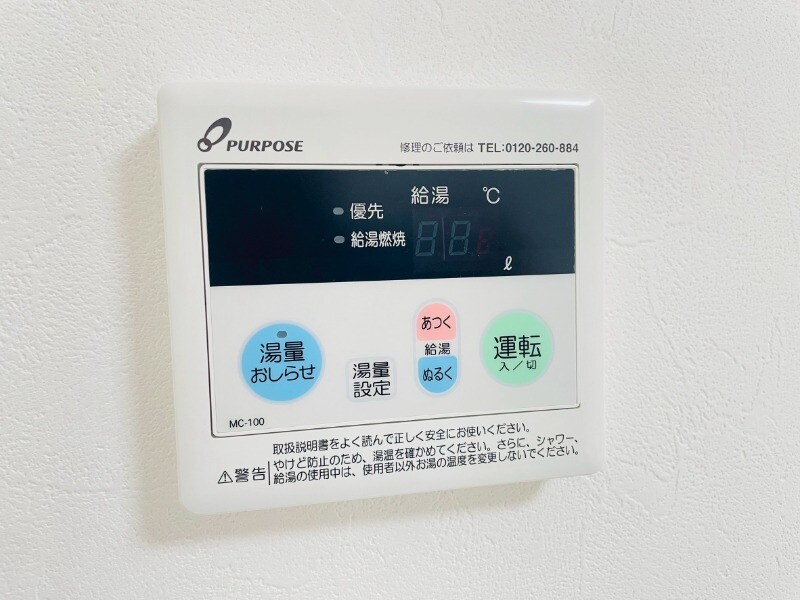 PURPOSE
修理のご依頼は TEL:0120-260-884
給湯 ℃
優先
給湯燃焼
ℓ
湯量
おしらせ
湯量
設定
あつく
給湯
ぬるく
運転
入/切
MC-100
取扱説明書をよく読んで正しく安全にお使いください。
⚠警告
やけど防止のため、湯温を確かめてください。さらに、シャワー、
給湯の使用中は、使用者以外お湯の温度を変更しないでください。